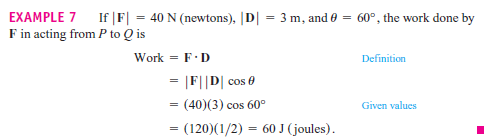 EXAMPLE 7 If |F| = 40 N (newtons), |D| = 3 m, and θ = 60°, the work done by
F in acting from P to Q is
Work = F · D Definition
= |F||D| cos θ
= (40)(3) cos 60° Given values
= (120)(1/2) = 60 J (joules).